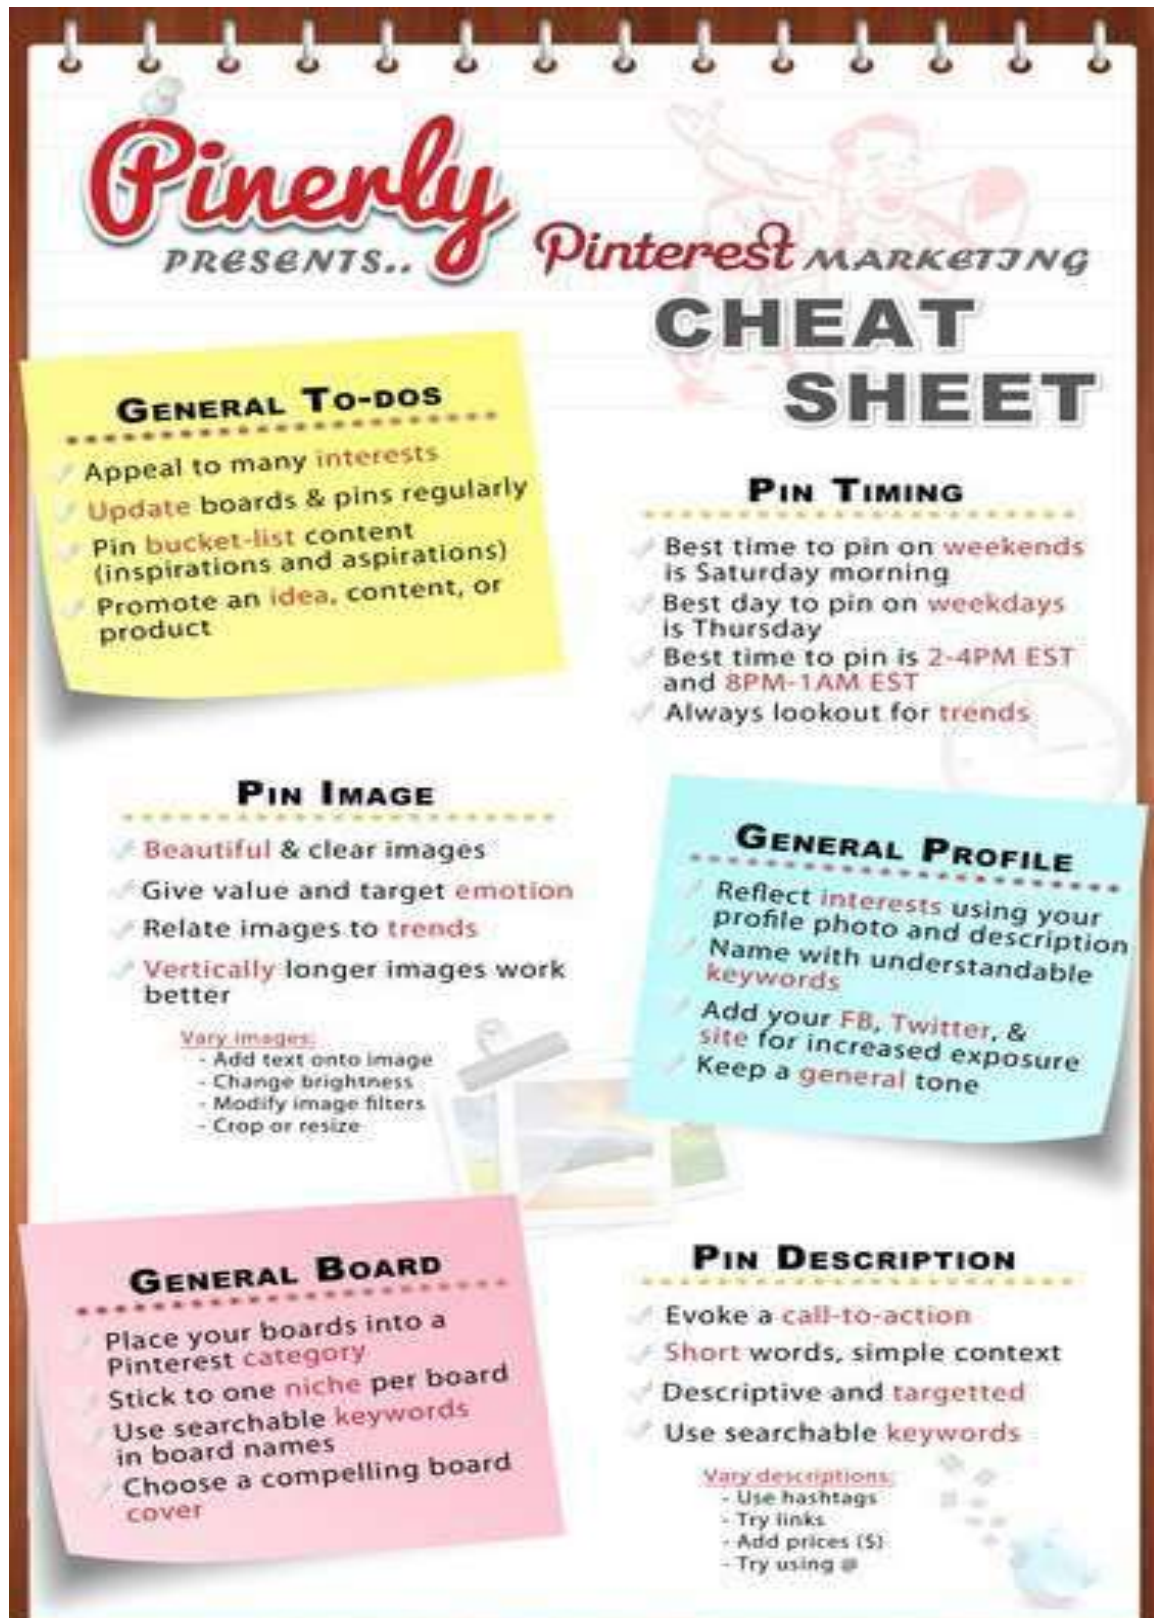 Pinerly
PRESENTS..
Pinterest MARKETING
CHEAT
SHEET
GENERAL TO-DOS
Appeal to many interests
Update boards & pins regularly
Pin bucket-list content
(inspirations and aspirations)
Promote an idea, content, or
product
PIN TIMING
Best time to pin on weekends
is Saturday morning
Best day to pin on weekdays
is Thursday
Best time to pin is 2-4PM EST
and 8PM-1AM EST
Always lookout for trends
PIN IMAGE
Beautiful & clear images
Give value and target emotion
Relate images to trends
Vertically longer images work
better
Vary images:
- Add text onto image
- Change brightness
- Modify image filters
- Crop or resize
GENERAL PROFILE
Reflect interests using your
profile photo and description
Name with understandable
keywords
Add your FB, Twitter, &
site for increased exposure
Keep a general tone
GENERAL BOARD
Place your boards into a
Pinterest category
Stick to one niche per board
Use searchable keywords
in board names
Choose a compelling board
cover
PIN DESCRIPTION
Evoke a call-to-action
Short words, simple context
Descriptive and targetted
Use searchable keywords
Vary descriptions:
- Use hashtags
- Try links
- Add prices ($)
- Try using @